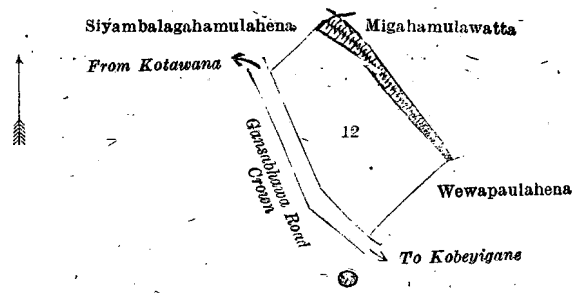 Siyambalagahamulahena
Migahamulawatta
From Kotawana
12
Gansabhawa Road
Crown
Wewapaulahena
To Kobeyigane